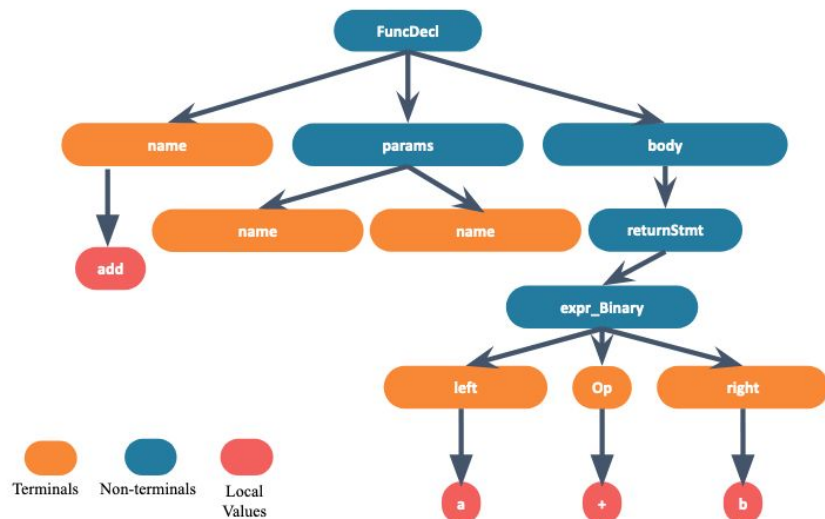 FuncDecl
name
params
body
name
name
returnStmt
add
expr_Binary
left
Op
right
Terminals
Non-terminals
Local
Values
a
+
b